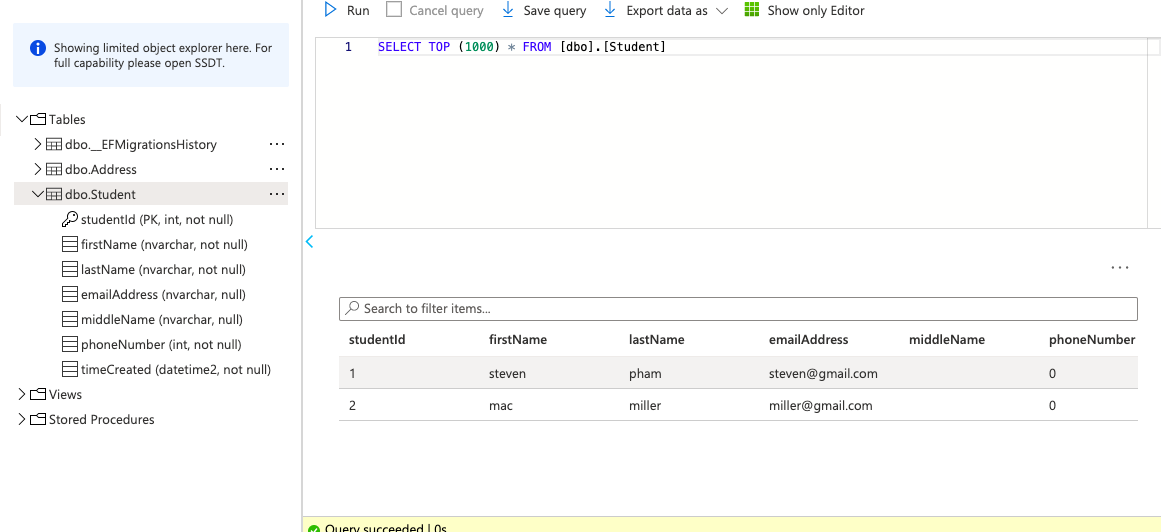 Run Cancel query Save query Export data as Show only Editor
Showing limited object explorer here. For
full capability please open SSDT.
Tables
dbo.__EFMigrationsHistory ...
dbo.Address ...
dbo.Student ...
studentId (PK, int, not null)
firstName (nvarchar, not null)
lastName (nvarchar, not null)
emailAddress (nvarchar, null)
middleName (nvarchar, null)
phoneNumber (int, not null)
timeCreated (datetime2, not null)
Views
Stored Procedures
1 SELECT TOP (1000) * FROM [dbo].[Student]
...
Search to filter items...
studentId firstName lastName emailAddress middleName phoneNumber
1 steven pham steven@gmail.com 0
2 mac miller miller@gmail.com 0
Query succeeded | 0s